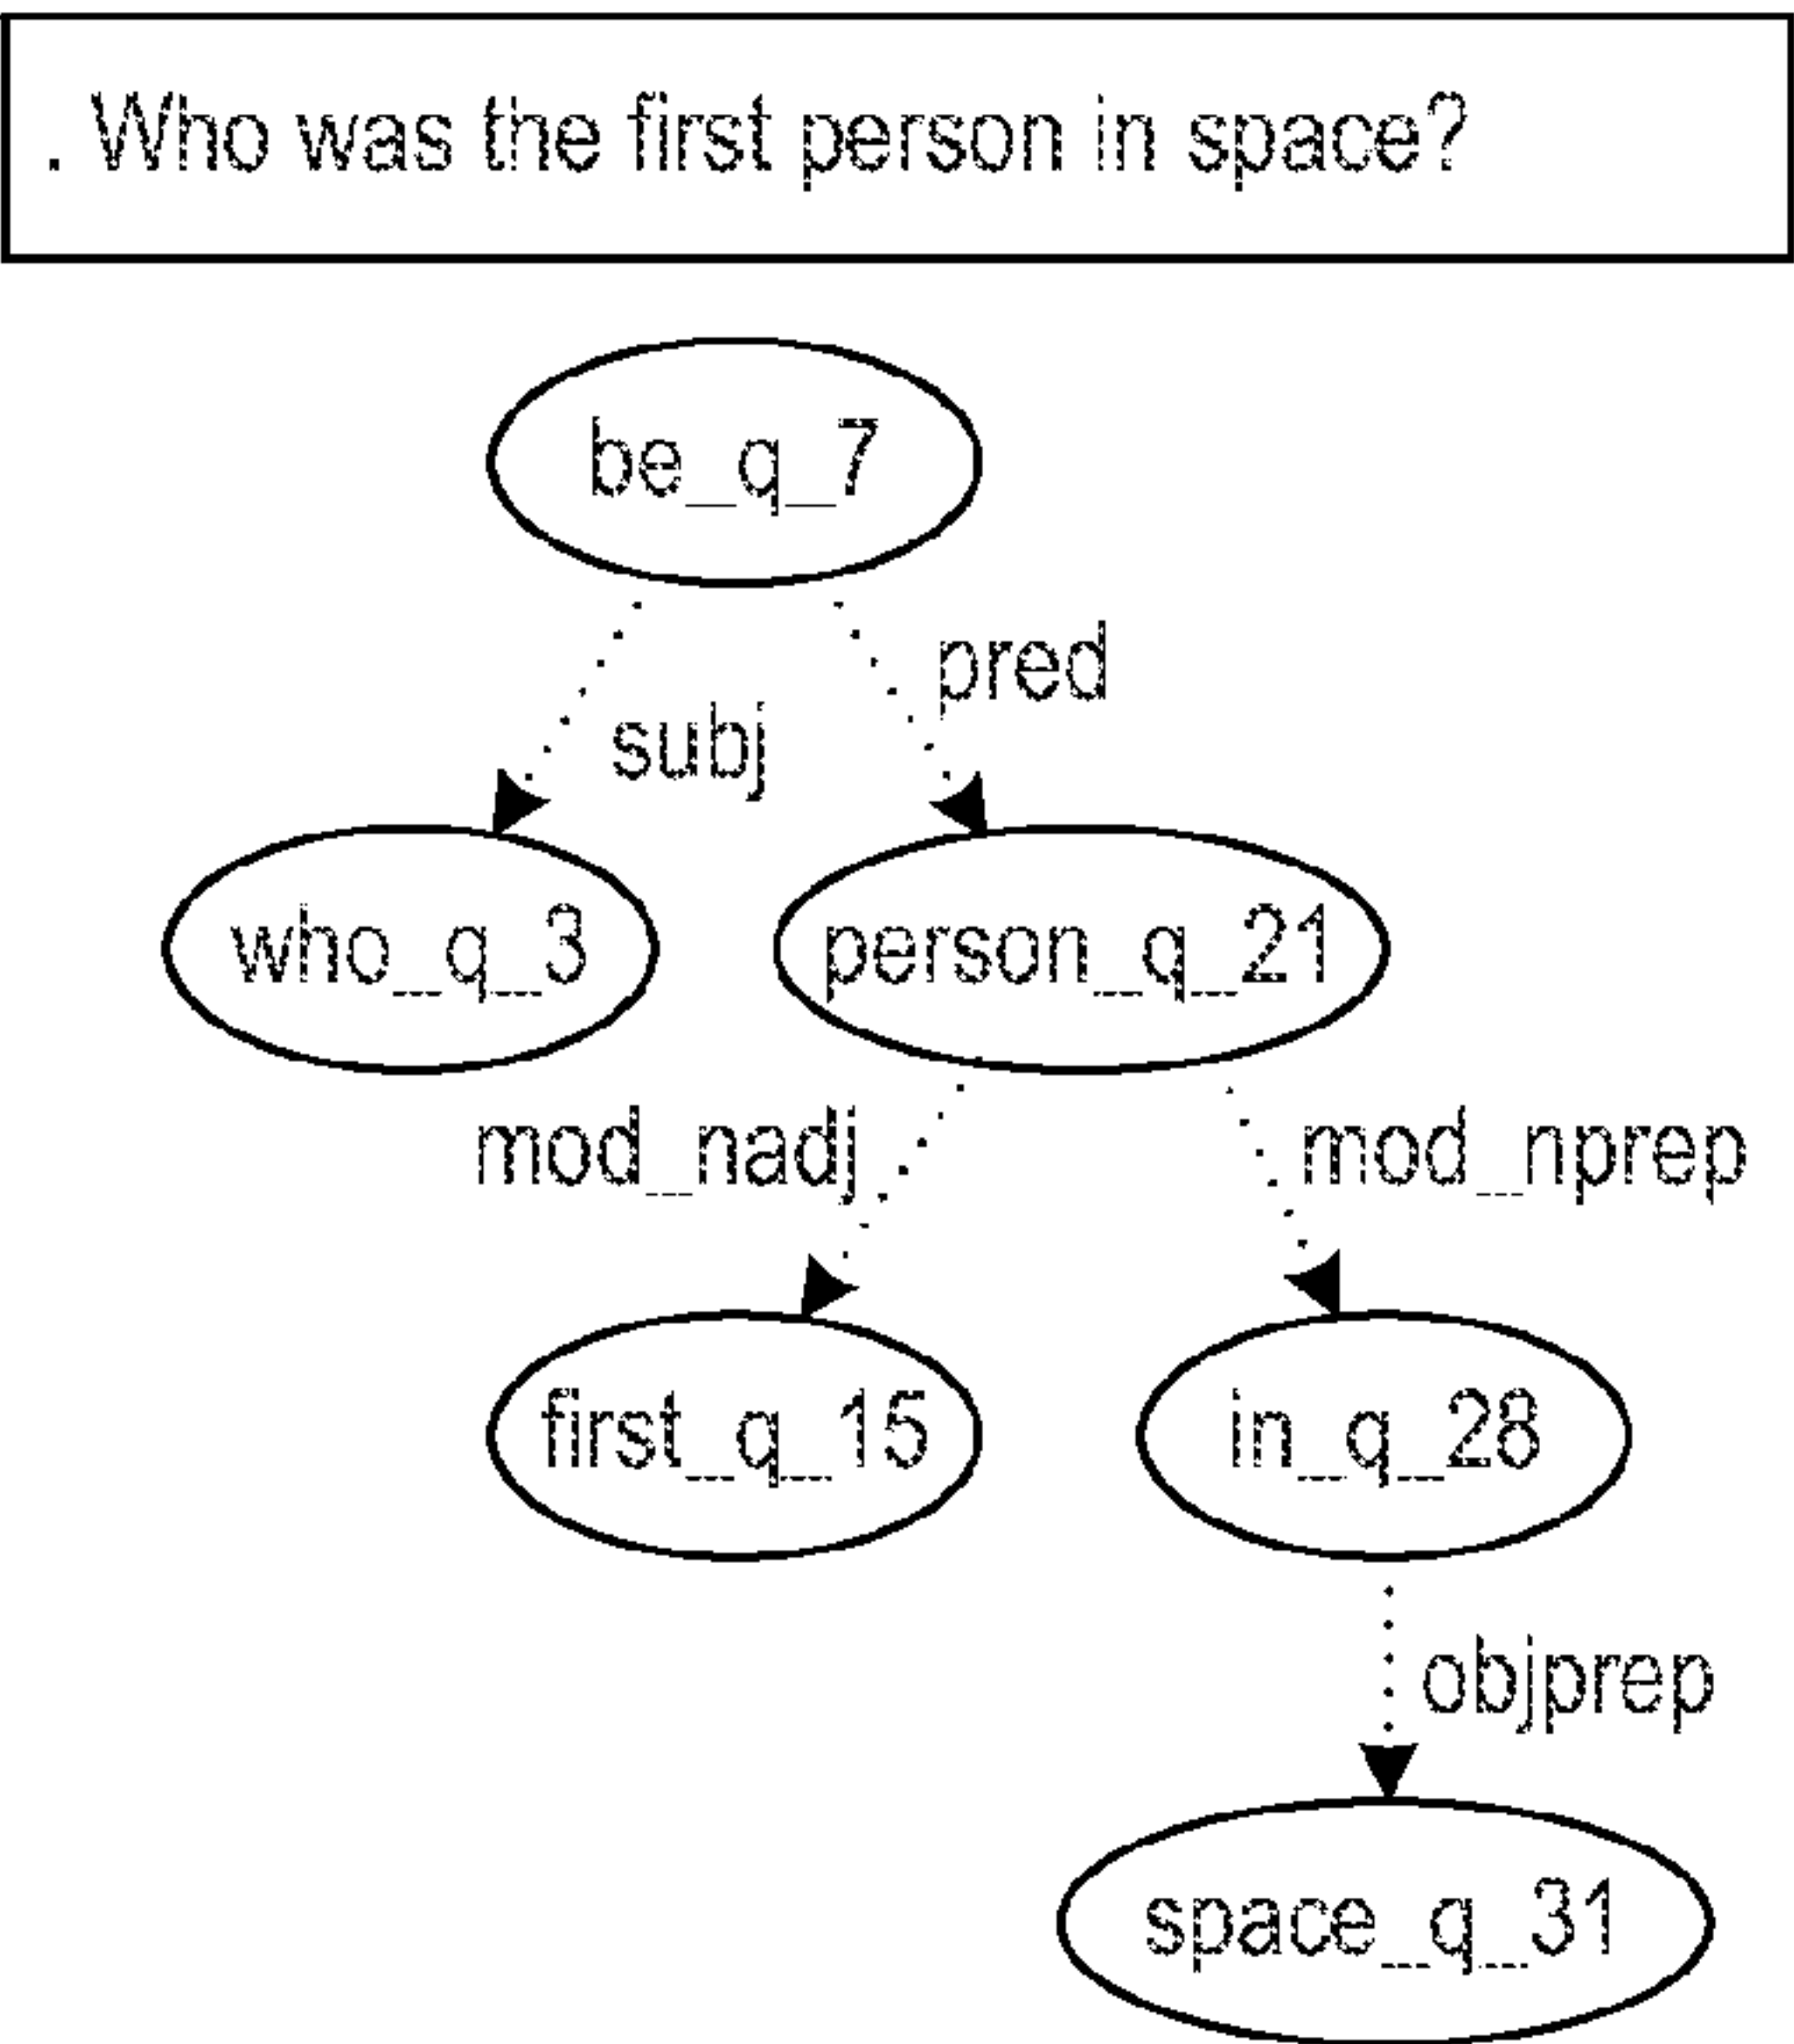 . Who was the first person in space?
be_q_7
pred
subj
who_q_3
person_q_21
mod_nadj
mod_nprep
first_q_15
in_q_28
objprep
space_q_31